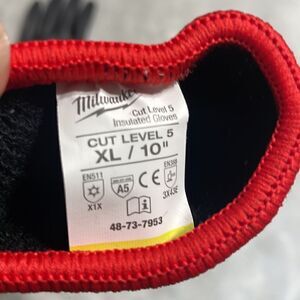 Milwaukee
Cut Level 5
Insulated Gloves
CUT LEVEL 5
XL / 10"
EN511 EN388
A5 CE
X1X 3X43E
i
48-73-7953